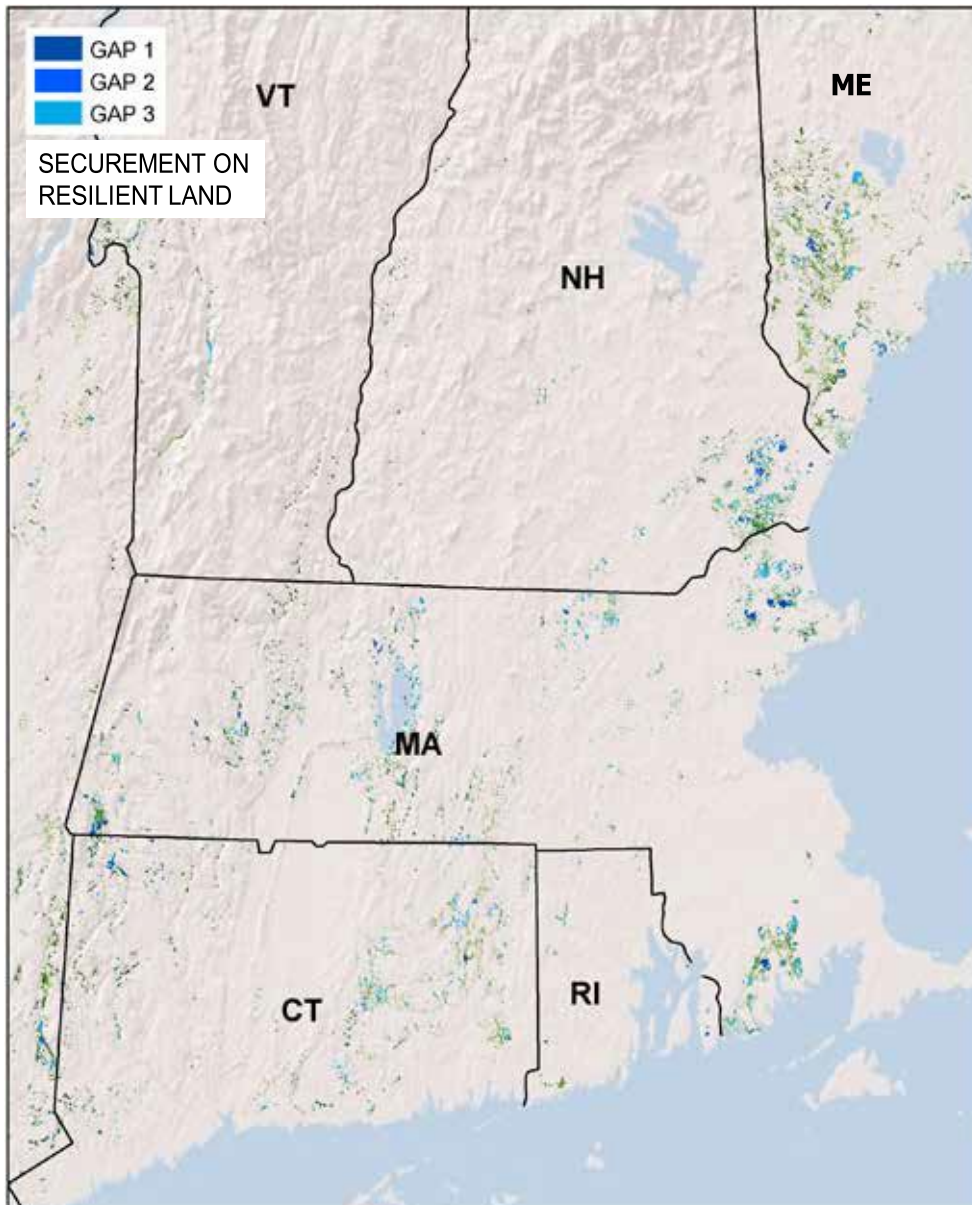 GAP 1
GAP 2
GAP 3
SECUREMENT ON
RESILIENT LAND
VT
ME
NH
MA
CT
RI